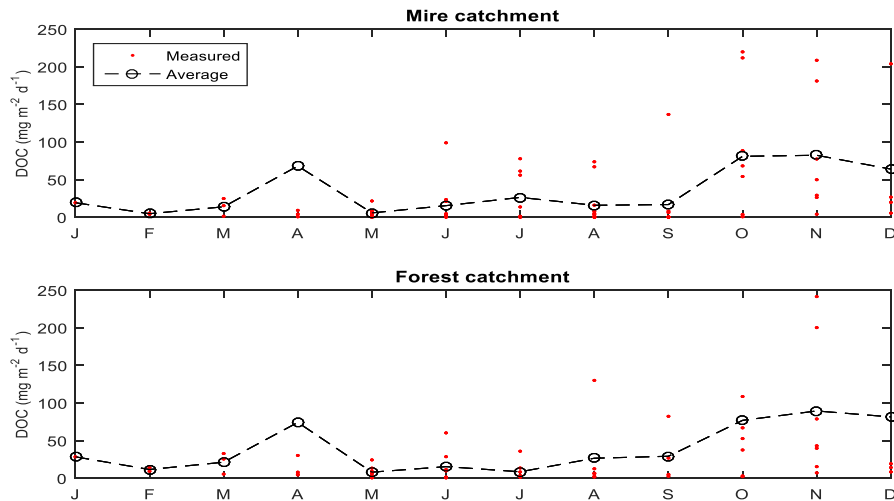 Mire catchment
250
200
150
100
50
0
DOC (mg m⁻² d⁻¹)
Measured
Average
J F M A M J J A S O N D
Forest catchment
250
200
150
100
50
0
DOC (mg m⁻² d⁻¹)
J F M A M J J A S O N D